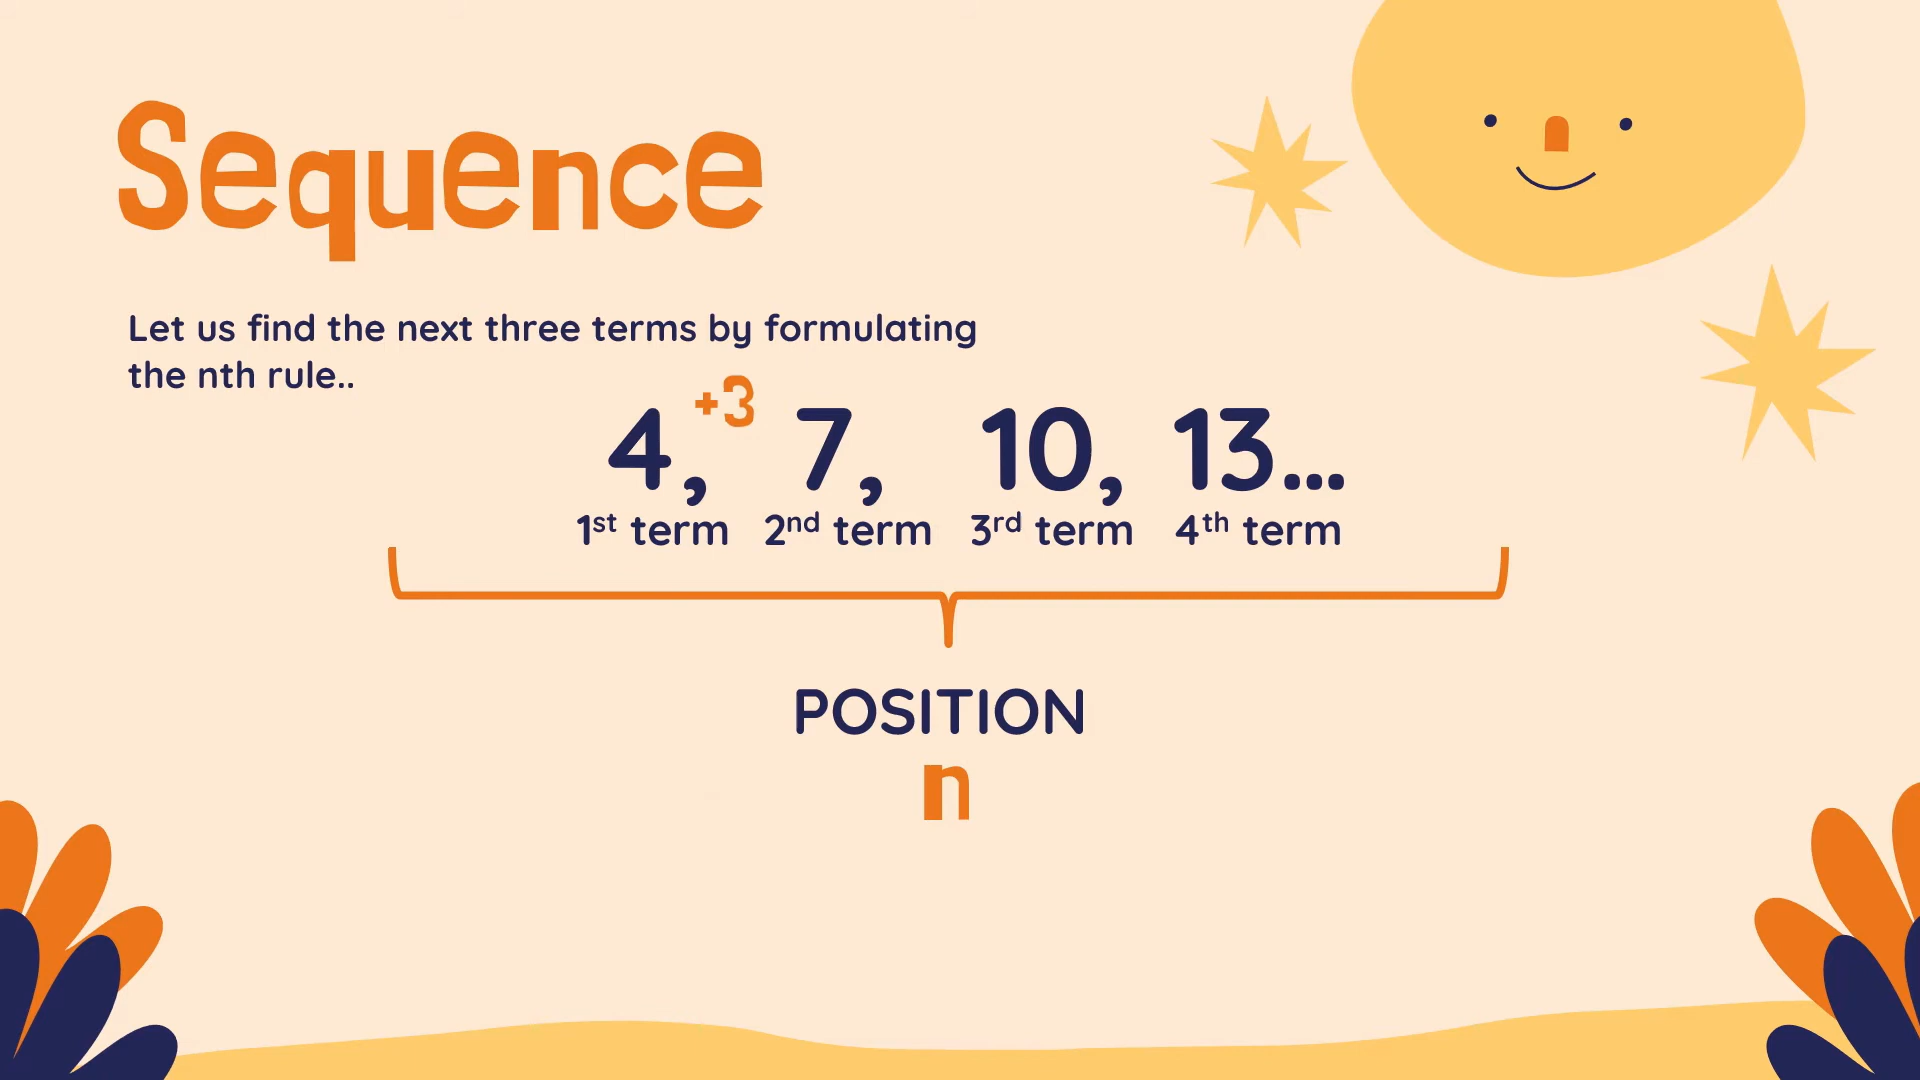 Sequence
Let us find the next three terms by formulating
the nth rule..
+3
4, 7, 10, 13...
1st term 2nd term 3rd term 4th term
POSITION
n